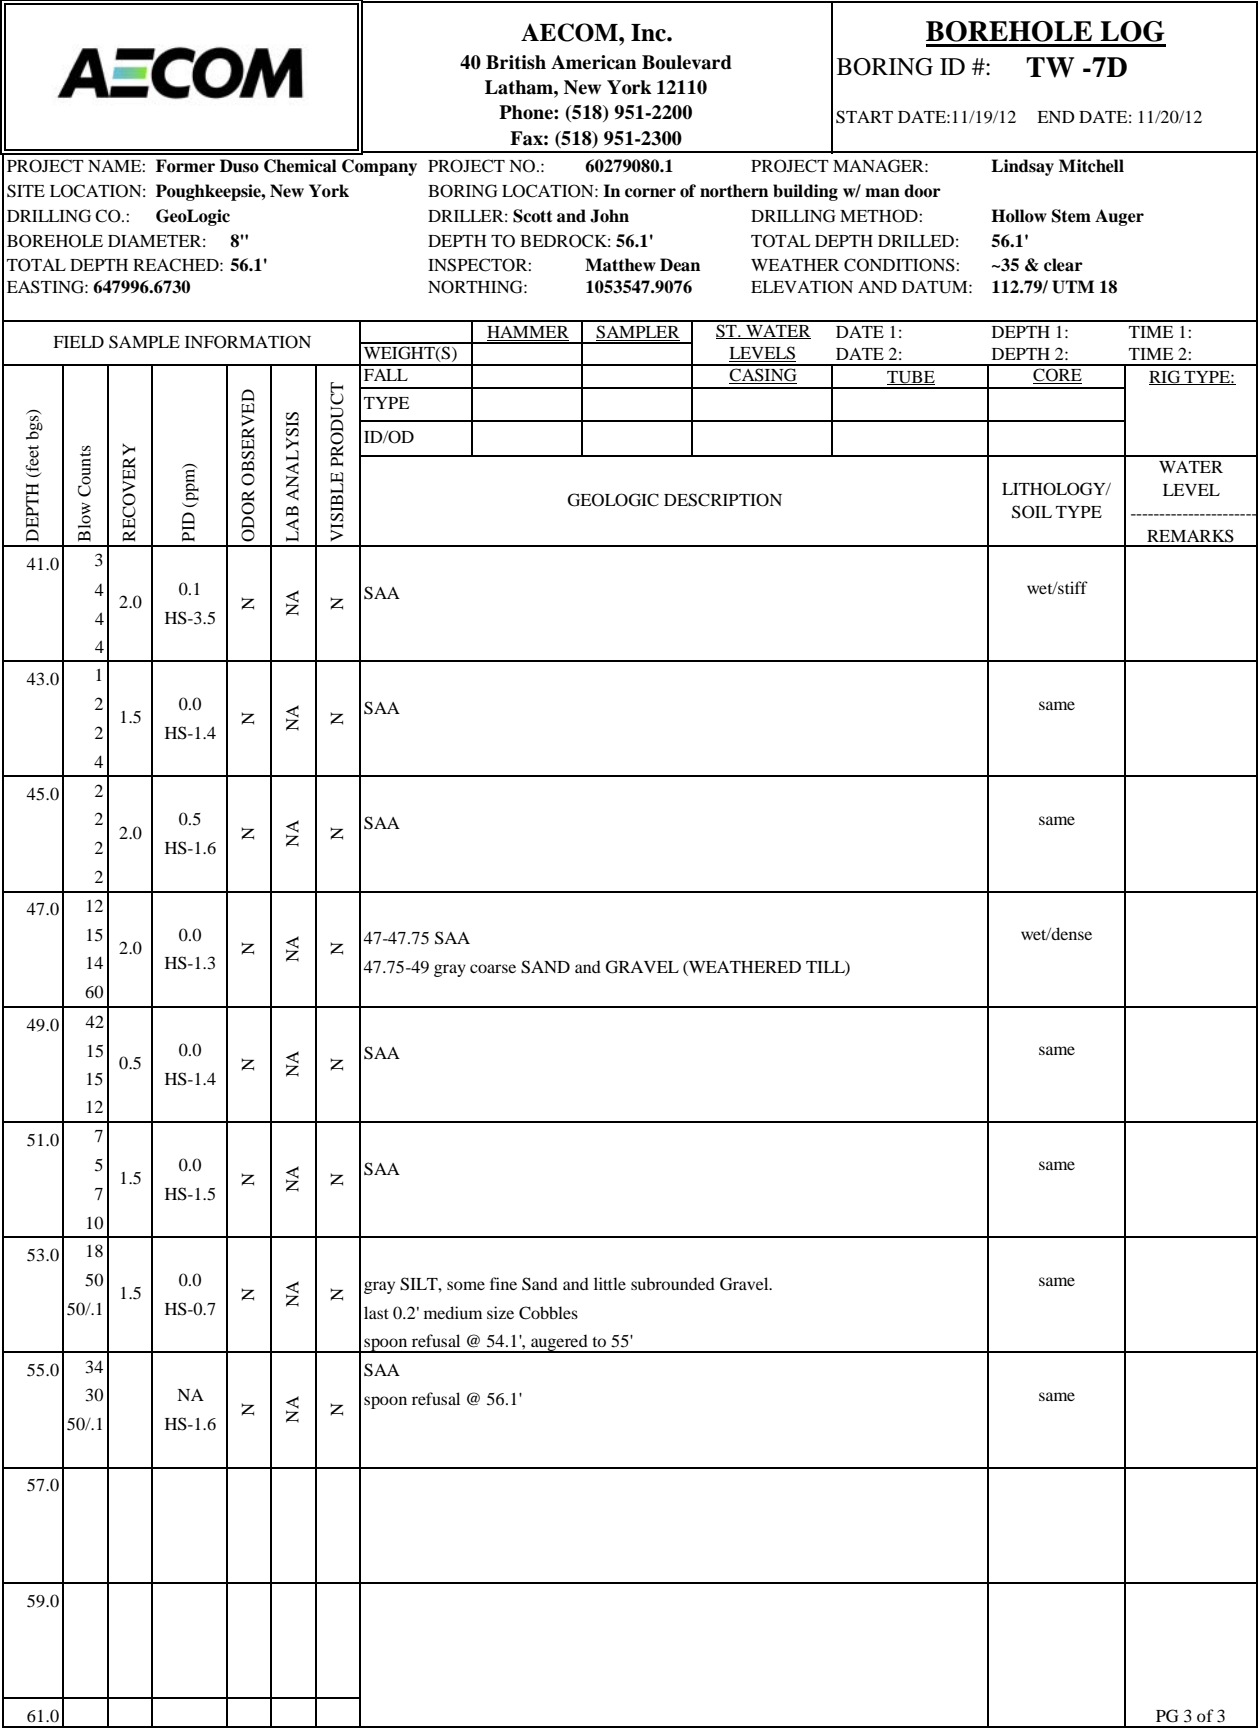 AECOM
AECOM, Inc.
40 British American Boulevard
Latham, New York 12110
Phone: (518) 951-2200
Fax: (518) 951-2300
BOREHOLE LOG
BORING ID #: TW -7D
START DATE:11/19/12 END DATE: 11/20/12
PROJECT NAME: Former Duso Chemical Company PROJECT NO.: 60279080.1 PROJECT MANAGER: Lindsay Mitchell
SITE LOCATION: Poughkeepsie, New York BORING LOCATION: In corner of northern building w/ man door
DRILLING CO.: GeoLogic DRILLER: Scott and John DRILLING METHOD: Hollow Stem Auger
BOREHOLE DIAMETER: 8" DEPTH TO BEDROCK: 56.1' TOTAL DEPTH DRILLED: 56.1'
TOTAL DEPTH REACHED: 56.1' INSPECTOR: Matthew Dean WEATHER CONDITIONS: ~35 & clear
EASTING: 647996.6730 NORTHING: 1053547.9076 ELEVATION AND DATUM: 112.79/ UTM 18
FIELD SAMPLE INFORMATION
HAMMER SAMPLER ST. WATER DATE 1: DEPTH 1: TIME 1:
WEIGHT(S) LEVELS DATE 2: DEPTH 2: TIME 2:
FALL CASING TUBE CORE RIG TYPE:
TYPE
ID/OD
DEPTH (feet bgs)
Blow Counts
RECOVERY
PID (ppm)
ODOR OBSERVED
LAB ANALYSIS
VISIBLE PRODUCT
GEOLOGIC DESCRIPTION
LITHOLOGY/
SOIL TYPE
WATER
LEVEL
----------------------
REMARKS
41.0 3
4 0.1 SAA wet/stiff
2.0 N NA N
4 HS-3.5
4
43.0 1
2 0.0 SAA same
1.5 N NA N
2 HS-1.4
4
45.0 2
2 0.5 SAA same
2.0 N NA N
2 HS-1.6
2
47.0 12
15 0.0 47-47.75 SAA wet/dense
2.0 N NA N
14 HS-1.3 47.75-49 gray coarse SAND and GRAVEL (WEATHERED TILL)
60
49.0 42
15 0.0 SAA same
0.5 N NA N
15 HS-1.4
12
51.0 7
5 0.0 SAA same
1.5 N NA N
7 HS-1.5
10
53.0 18
50 0.0 gray SILT, some fine Sand and little subrounded Gravel. same
1.5 N NA N
50/.1 HS-0.7 last 0.2' medium size Cobbles
spoon refusal @ 54.1', augered to 55'
55.0 34 SAA
30 NA spoon refusal @ 56.1' same
N NA N
50/.1 HS-1.6
57.0
59.0
61.0 PG 3 of 3